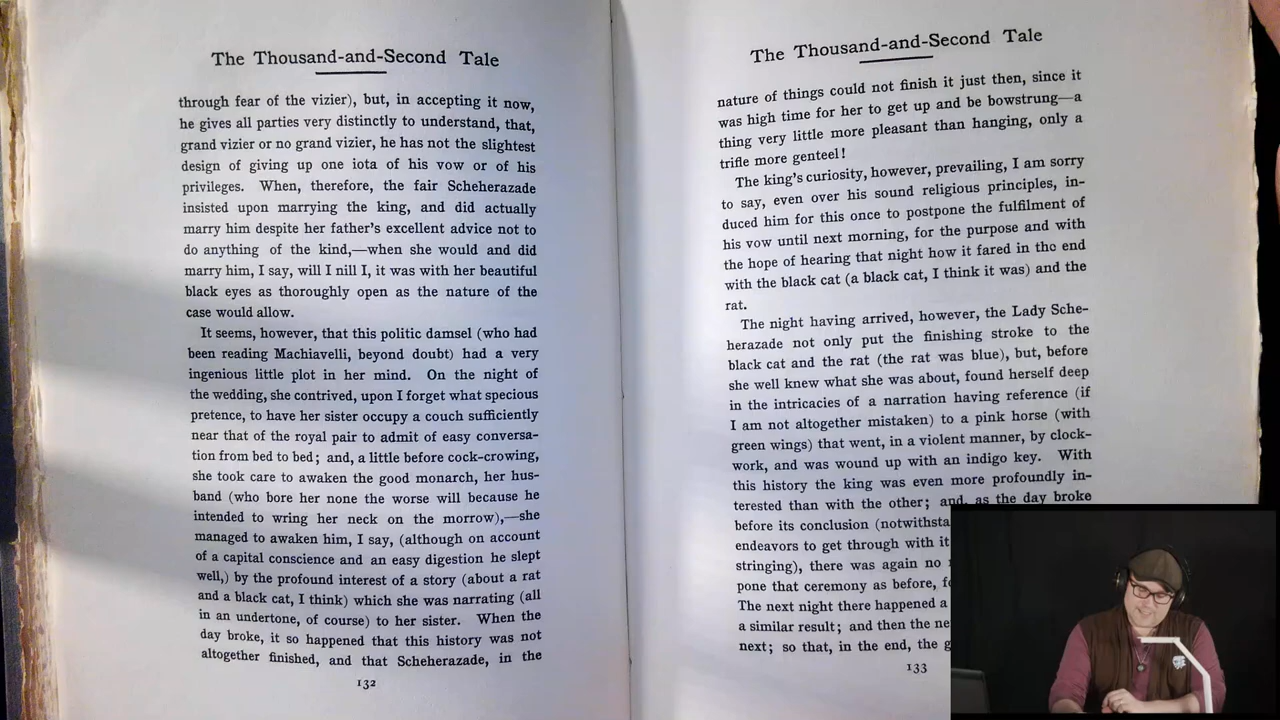 The Thousand-and-Second Tale
through fear of the vizier), but, in accepting it now,
he gives all parties very distinctly to understand, that,
grand vizier or no grand vizier, he has not the slightest
design of giving up one iota of his vow or of his
privileges. When, therefore, the fair Scheherazade
insisted upon marrying the king, and did actually
marry him despite her father's excellent advice not to
do anything of the kind,—when she would and did
marry him, I say, will I nill I, it was with her beautiful
black eyes as thoroughly open as the nature of the
case would allow.
It seems, however, that this politic damsel (who had
been reading Machiavelli, beyond doubt) had a very
ingenious little plot in her mind. On the night of
the wedding, she contrived, upon I forget what specious
pretence, to have her sister occupy a couch sufficiently
near that of the royal pair to admit of easy conversa-
tion from bed to bed; and, a little before cock-crowing,
she took care to awaken the good monarch, her hus-
band (who bore her none the worse will because he
intended to wring her neck on the morrow),—she
managed to awaken him, I say, (although on account
of a capital conscience and an easy digestion he slept
well,) by the profound interest of a story (about a rat
and a black cat, I think) which she was narrating (all
in an undertone, of course) to her sister. When the
day broke, it so happened that this history was not
altogether finished, and that Scheherazade, in the
132
The Thousand-and-Second Tale
nature of things could not finish it just then, since it
was high time for her to get up and be bowstrung—a
thing very little more pleasant than hanging, only a
trifle more genteel!
The king's curiosity, however, prevailing, I am sorry
to say, even over his sound religious principles, in-
duced him for this once to postpone the fulfilment of
his vow until next morning, for the purpose and with
the hope of hearing that night how it fared in the end
with the black cat (a black cat, I think it was) and the
rat.
The night having arrived, however, the Lady Sche-
herazade not only put the finishing stroke to the
black cat and the rat (the rat was blue), but, before
she well knew what she was about, found herself deep
in the intricacies of a narration having reference (if
I am not altogether mistaken) to a pink horse (with
green wings) that went, in a violent manner, by clock-
work, and was wound up with an indigo key. With
this history the king was even more profoundly in-
terested than with the other; and, as the day broke
before its conclusion (notwithsta
endeavors to get through with it
stringing), there was again no
pone that ceremony as before, f
The next night there happened a
a similar result; and then the ne
next; so that, in the end, the g
133